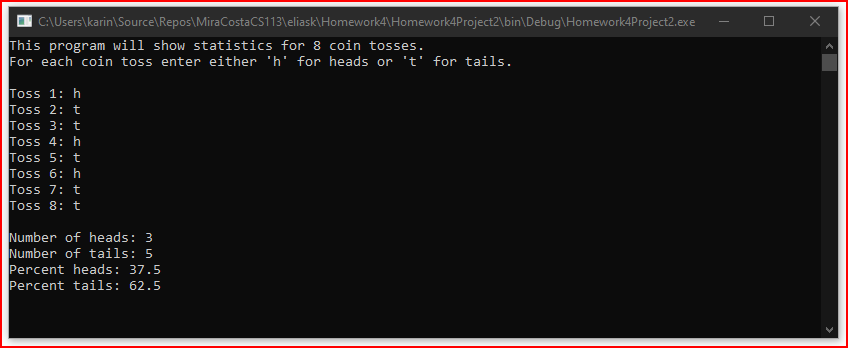 C:\Users\karin\Source\Repos\MiraCostaCS113\eliask\Homework4\Homework4Project2\bin\Debug\Homework4Project2.exe
This program will show statistics for 8 coin tosses.
For each coin toss enter either 'h' for heads or 't' for tails.
Toss 1: h
Toss 2: t
Toss 3: t
Toss 4: h
Toss 5: t
Toss 6: h
Toss 7: t
Toss 8: t
Number of heads: 3
Number of tails: 5
Percent heads: 37.5
Percent tails: 62.5